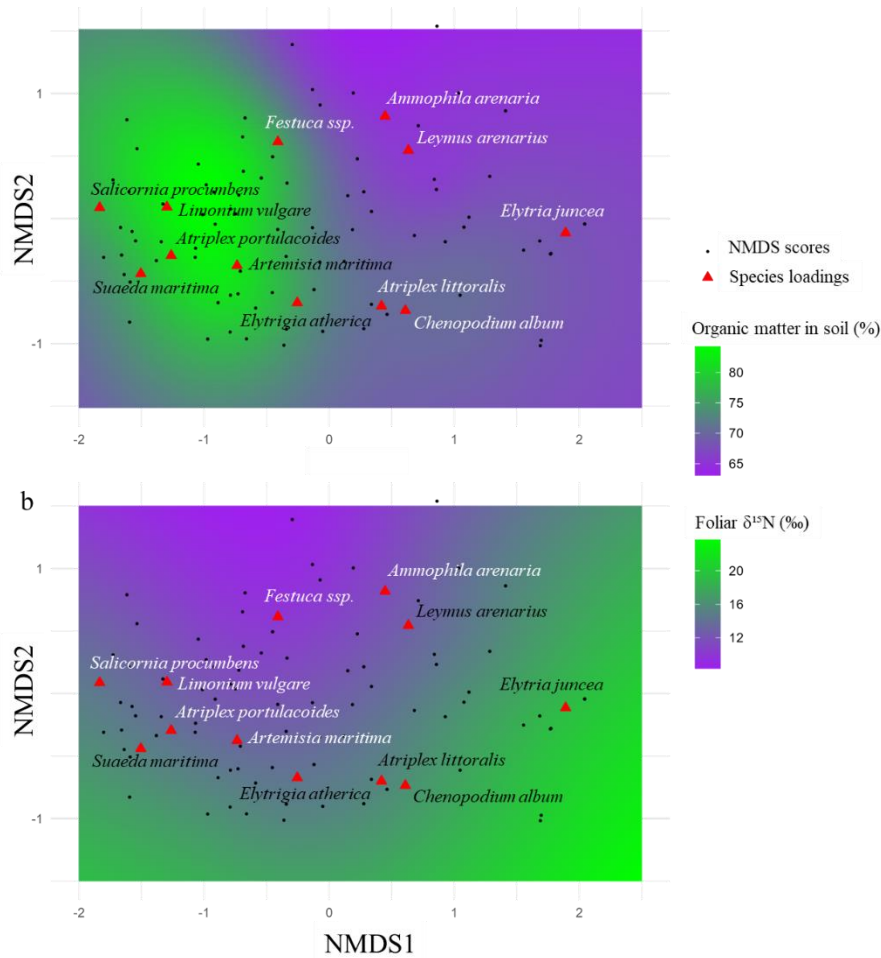 NMDS2
1
-1
Ammophila arenaria
Festuca ssp.
Leymus arenarius
Salicornia procumbens
Limonium vulgare
Elytria juncea
Atriplex portulacoides
Artemisia maritima
Suaeda maritima
Atriplex littoralis
Elytrigia atherica
Chenopodium album
-2 -1 0 1 2
NMDS scores
Species loadings
Organic matter in soil (%)
80
75
70
65
b
NMDS2
1
-1
Ammophila arenaria
Festuca ssp.
Leymus arenarius
Salicornia procumbens
Limonium vulgare
Elytria juncea
Atriplex portulacoides
Artemisia maritima
Suaeda maritima
Atriplex littoralis
Elytrigia atherica
Chenopodium album
-2 -1 0 1 2
NMDS1
Foliar δ¹⁵N (‰)
20
16
12